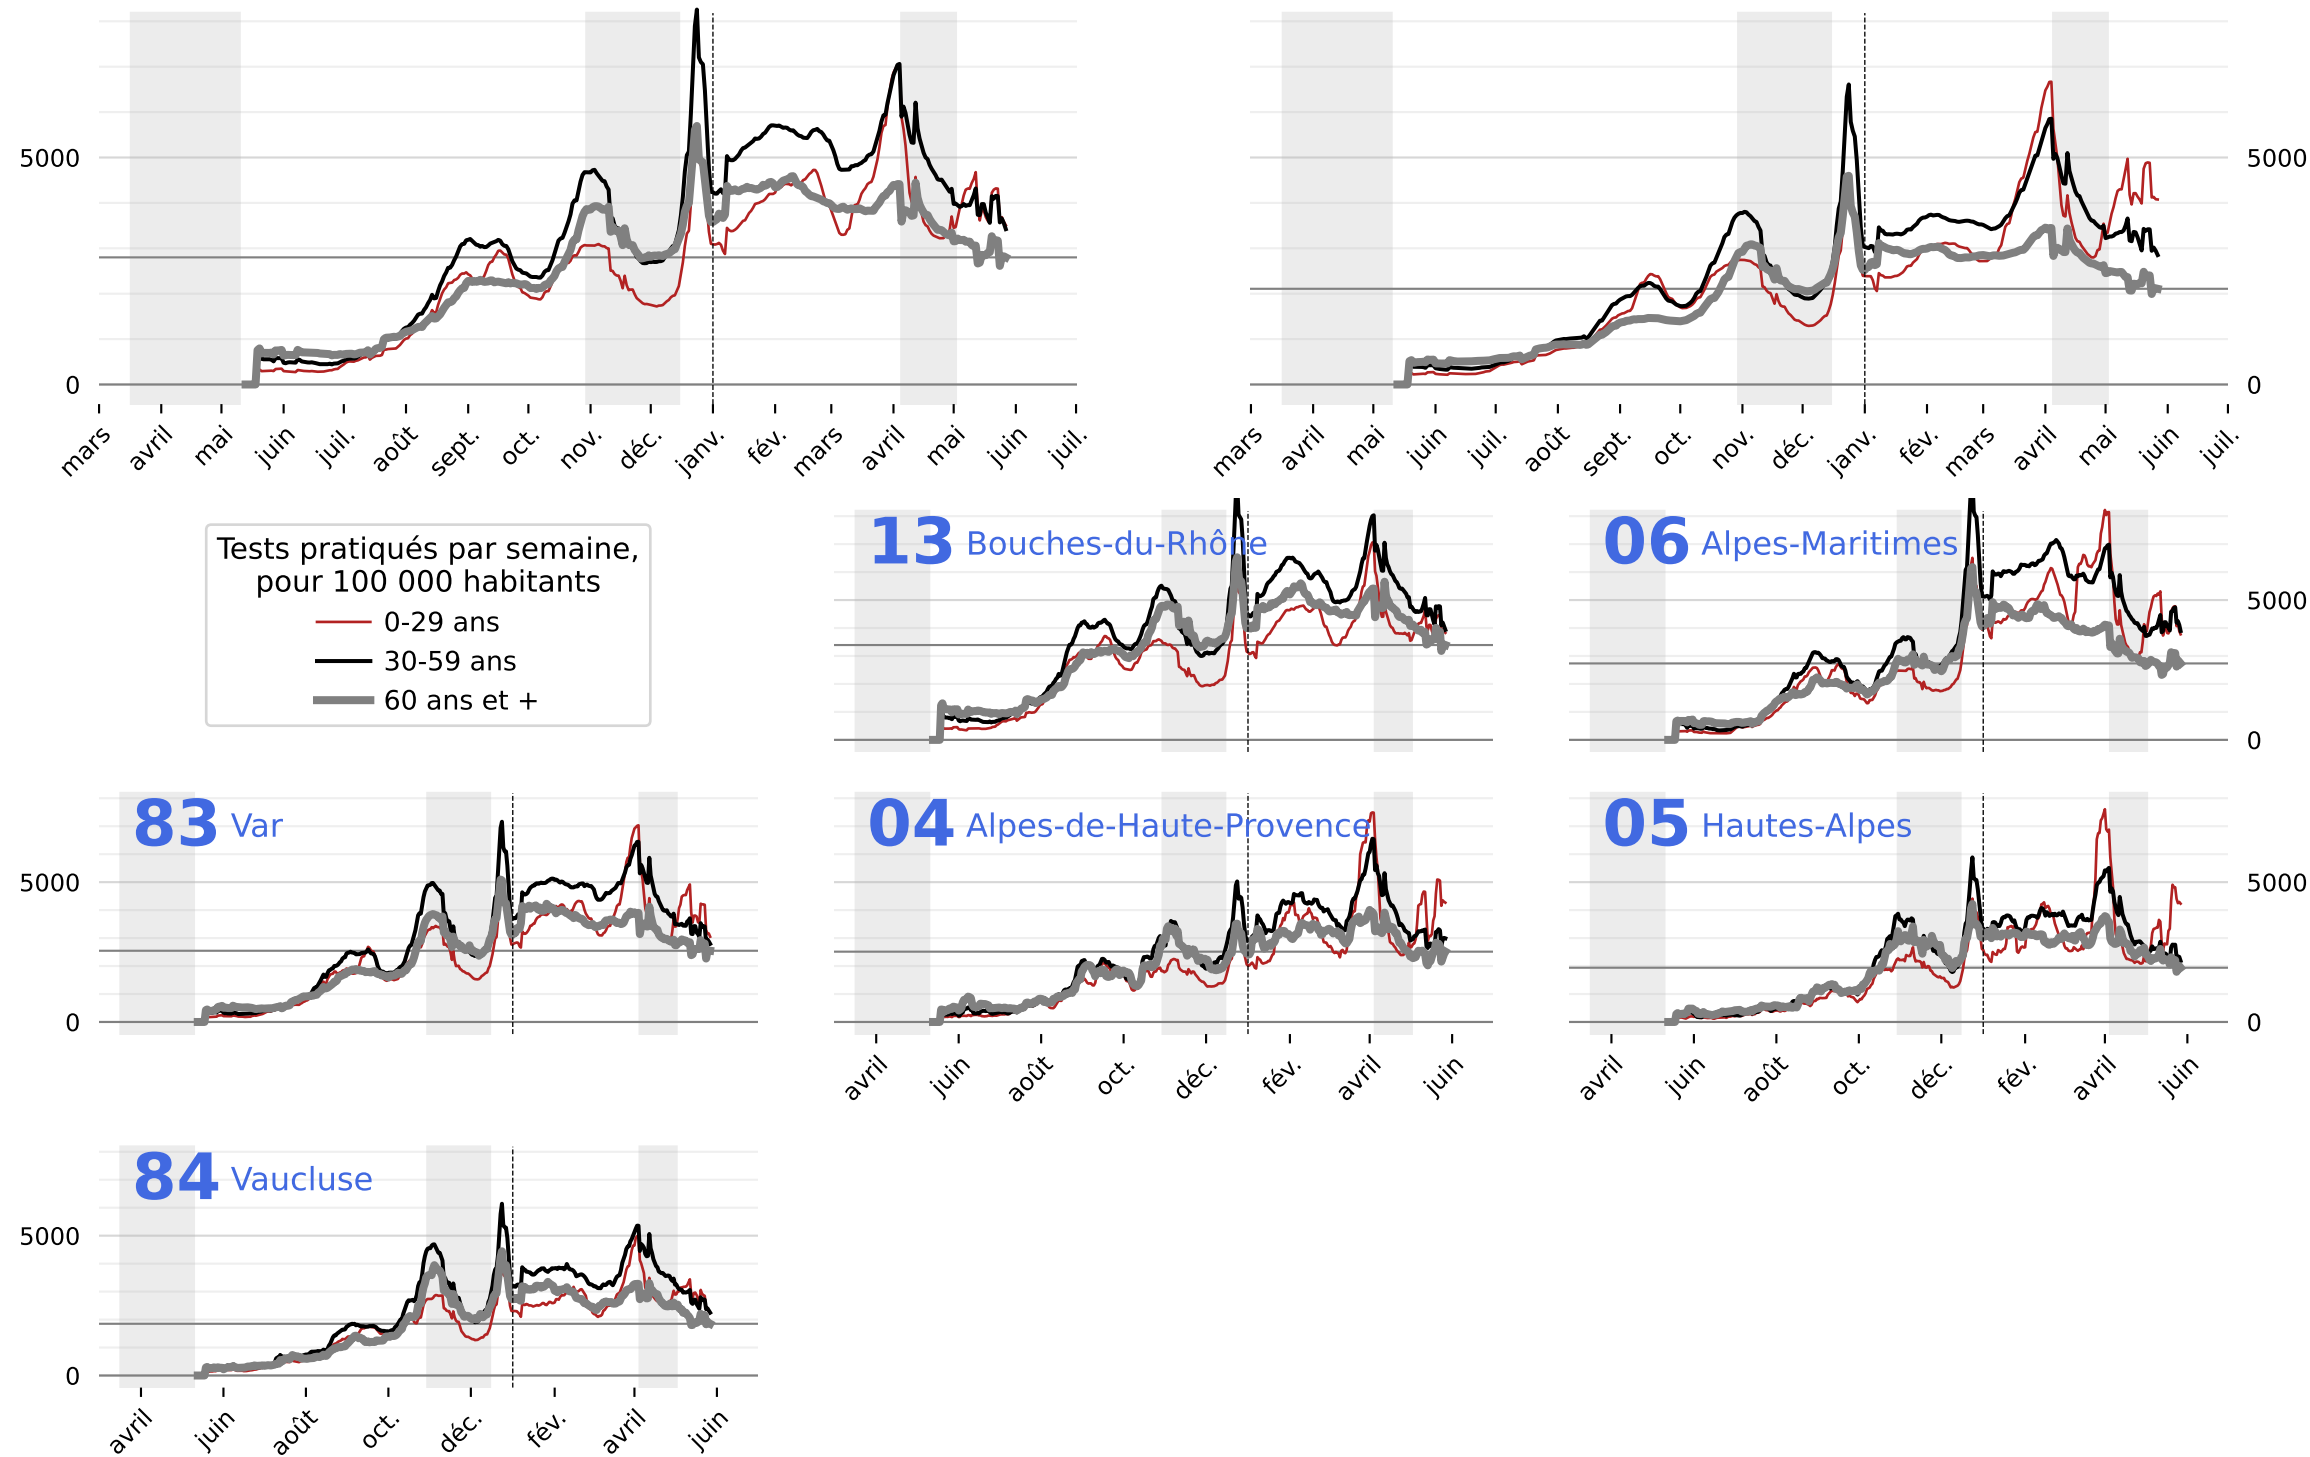 5000
0
mars avril mai juin juil. août sept. oct. nov. déc. janv. fév. mars avril mai juin juil.
5000
0
mars avril mai juin juil. août sept. oct. nov. déc. janv. fév. mars avril mai juin juil.
Tests pratiqués par semaine,
pour 100 000 habitants
0-29 ans
30-59 ans
60 ans et +
13 Bouches-du-Rhône
06 Alpes-Maritimes
5000
0
83 Var
5000
0
04 Alpes-de-Haute-Provence
avril juin août oct. déc. fév. avril juin
05 Hautes-Alpes
5000
0
avril juin août oct. déc. fév. avril juin
84 Vaucluse
5000
0
avril juin août oct. déc. fév. avril juin